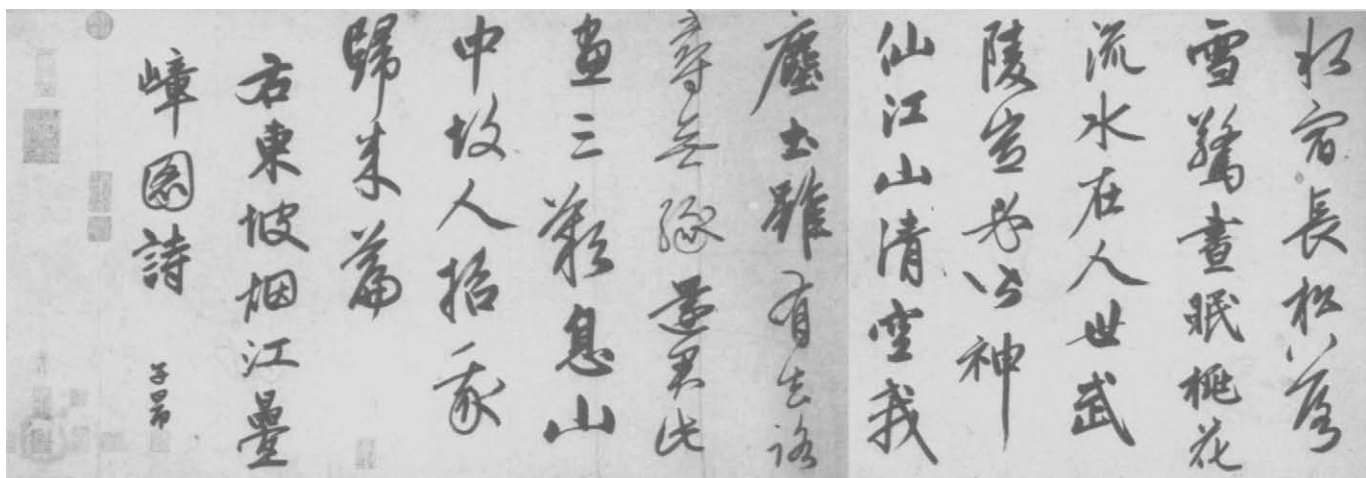 宿長松落
雪驚晝眠桃花
流水在人世武
陵豈必皆神
仙江山清空我
塵土雖有去路
尋無緣還君此
畫三歎息山
中故人招我
歸來篇
右東坡烟江疊
嶂圖詩 子昂